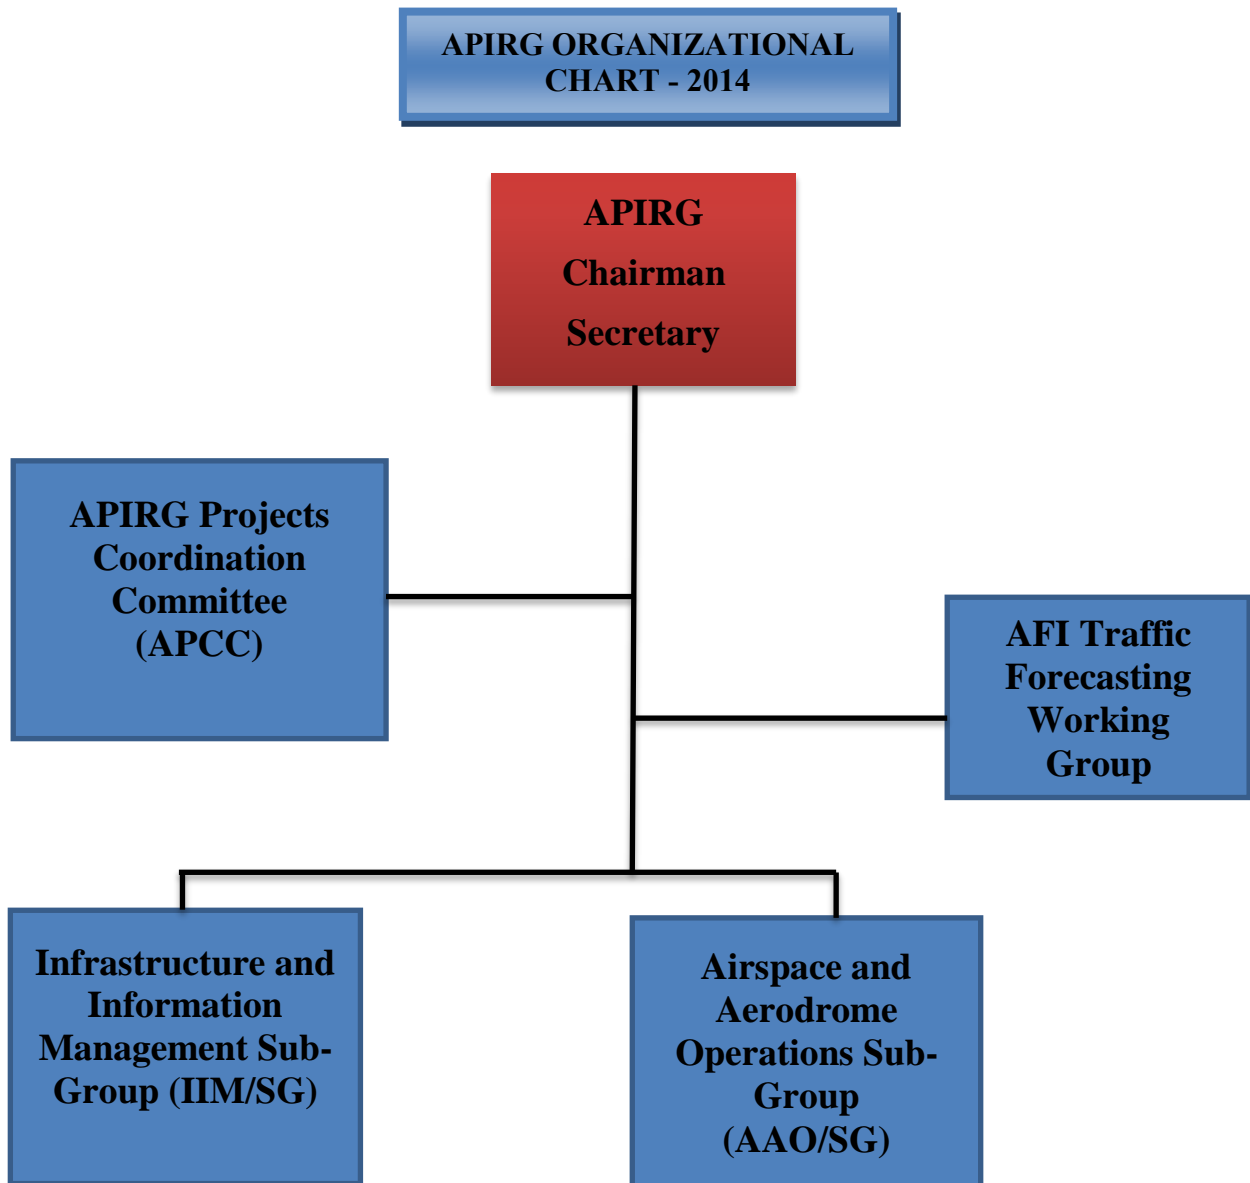 APIRG ORGANIZATIONAL
CHART - 2014
APIRG
Chairman
Secretary
APIRG Projects
Coordination
Committee
(APCC)
AFI Traffic
Forecasting
Working
Group
Infrastructure and
Information
Management Sub-
Group (IIM/SG)
Airspace and
Aerodrome
Operations Sub-
Group
(AAO/SG)